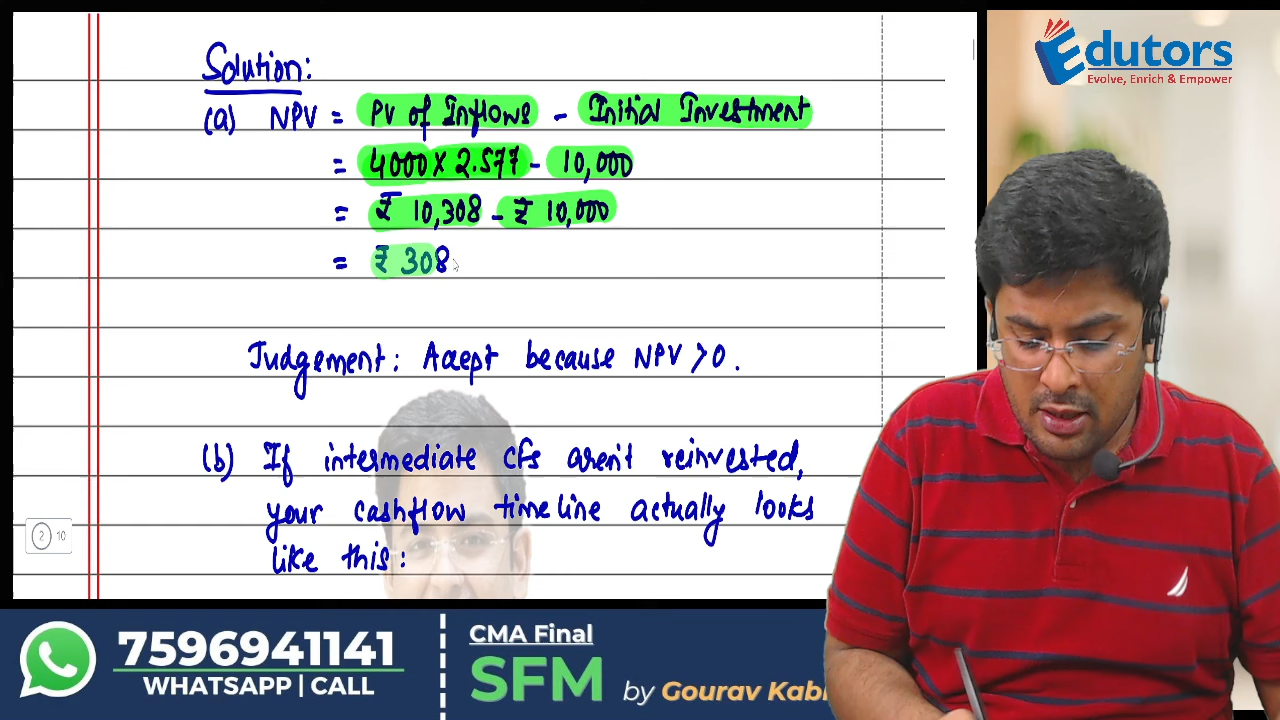 Solution:
(a) NPV = PV of Inflows - Initial Investment
= 4000 x 2.577 - 10,000
= ₹ 10,308 - ₹ 10,000
= ₹ 308
Judgement: Accept because NPV > 0.
(b) If intermediate CFs aren't reinvested,
your cashflow timeline actually looks
like this:
2 10
Edutors
Evolve, Enrich & Empower
7596941141
WHATSAPP | CALL
CMA Final
SFM by Gourav